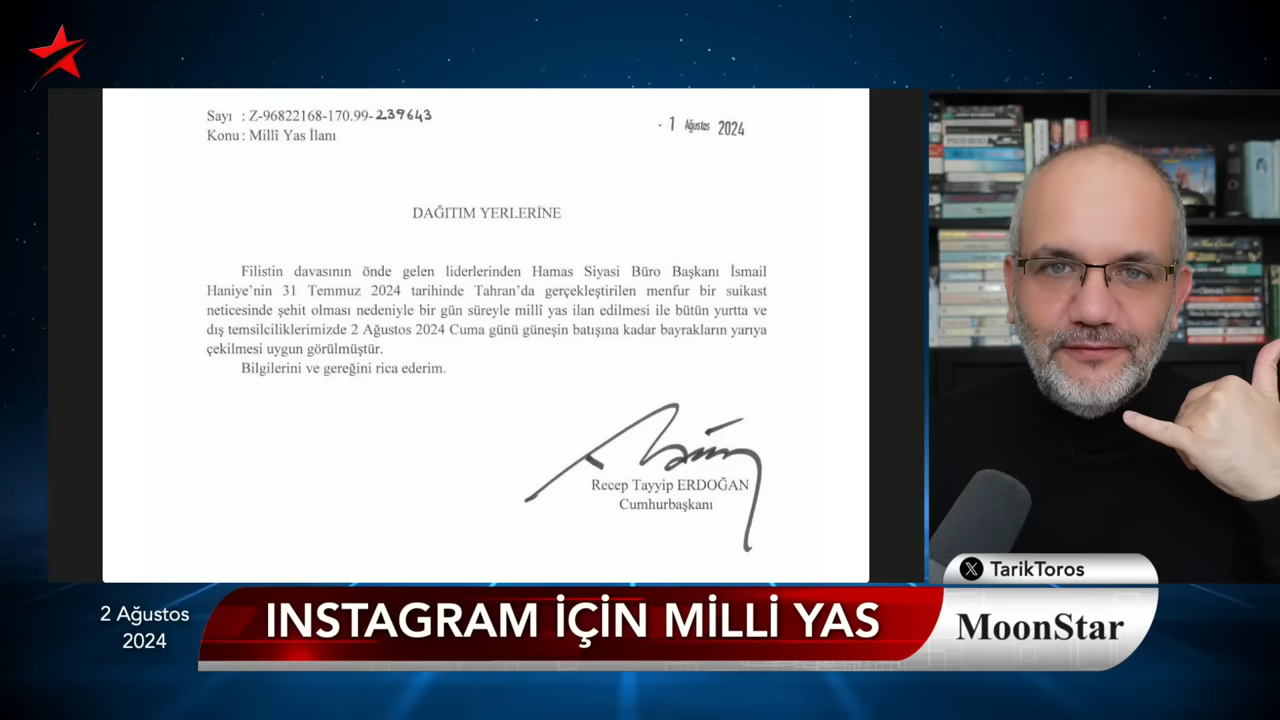 Sayı : Z-96822168-170.99-239643
Konu : Millî Yas İlanı
- 1 Ağustos 2024
DAĞITIM YERLERİNE
Filistin davasının önde gelen liderlerinden Hamas Siyasi Büro Başkanı İsmail
Haniye'nin 31 Temmuz 2024 tarihinde Tahran'da gerçekleştirilen menfur bir suikast
neticesinde şehit olması nedeniyle bir gün süreyle millî yas ilan edilmesi ile bütün yurtta ve
dış temsilciliklerimizde 2 Ağustos 2024 Cuma günü güneşin batışına kadar bayrakların yarıya
çekilmesi uygun görülmüştür.
Bilgilerini ve gereğini rica ederim.
Recep Tayyip ERDOĞAN
Cumhurbaşkanı
TarikToros
2 Ağustos
2024
INSTAGRAM İÇİN MİLLİ YAS
MoonStar